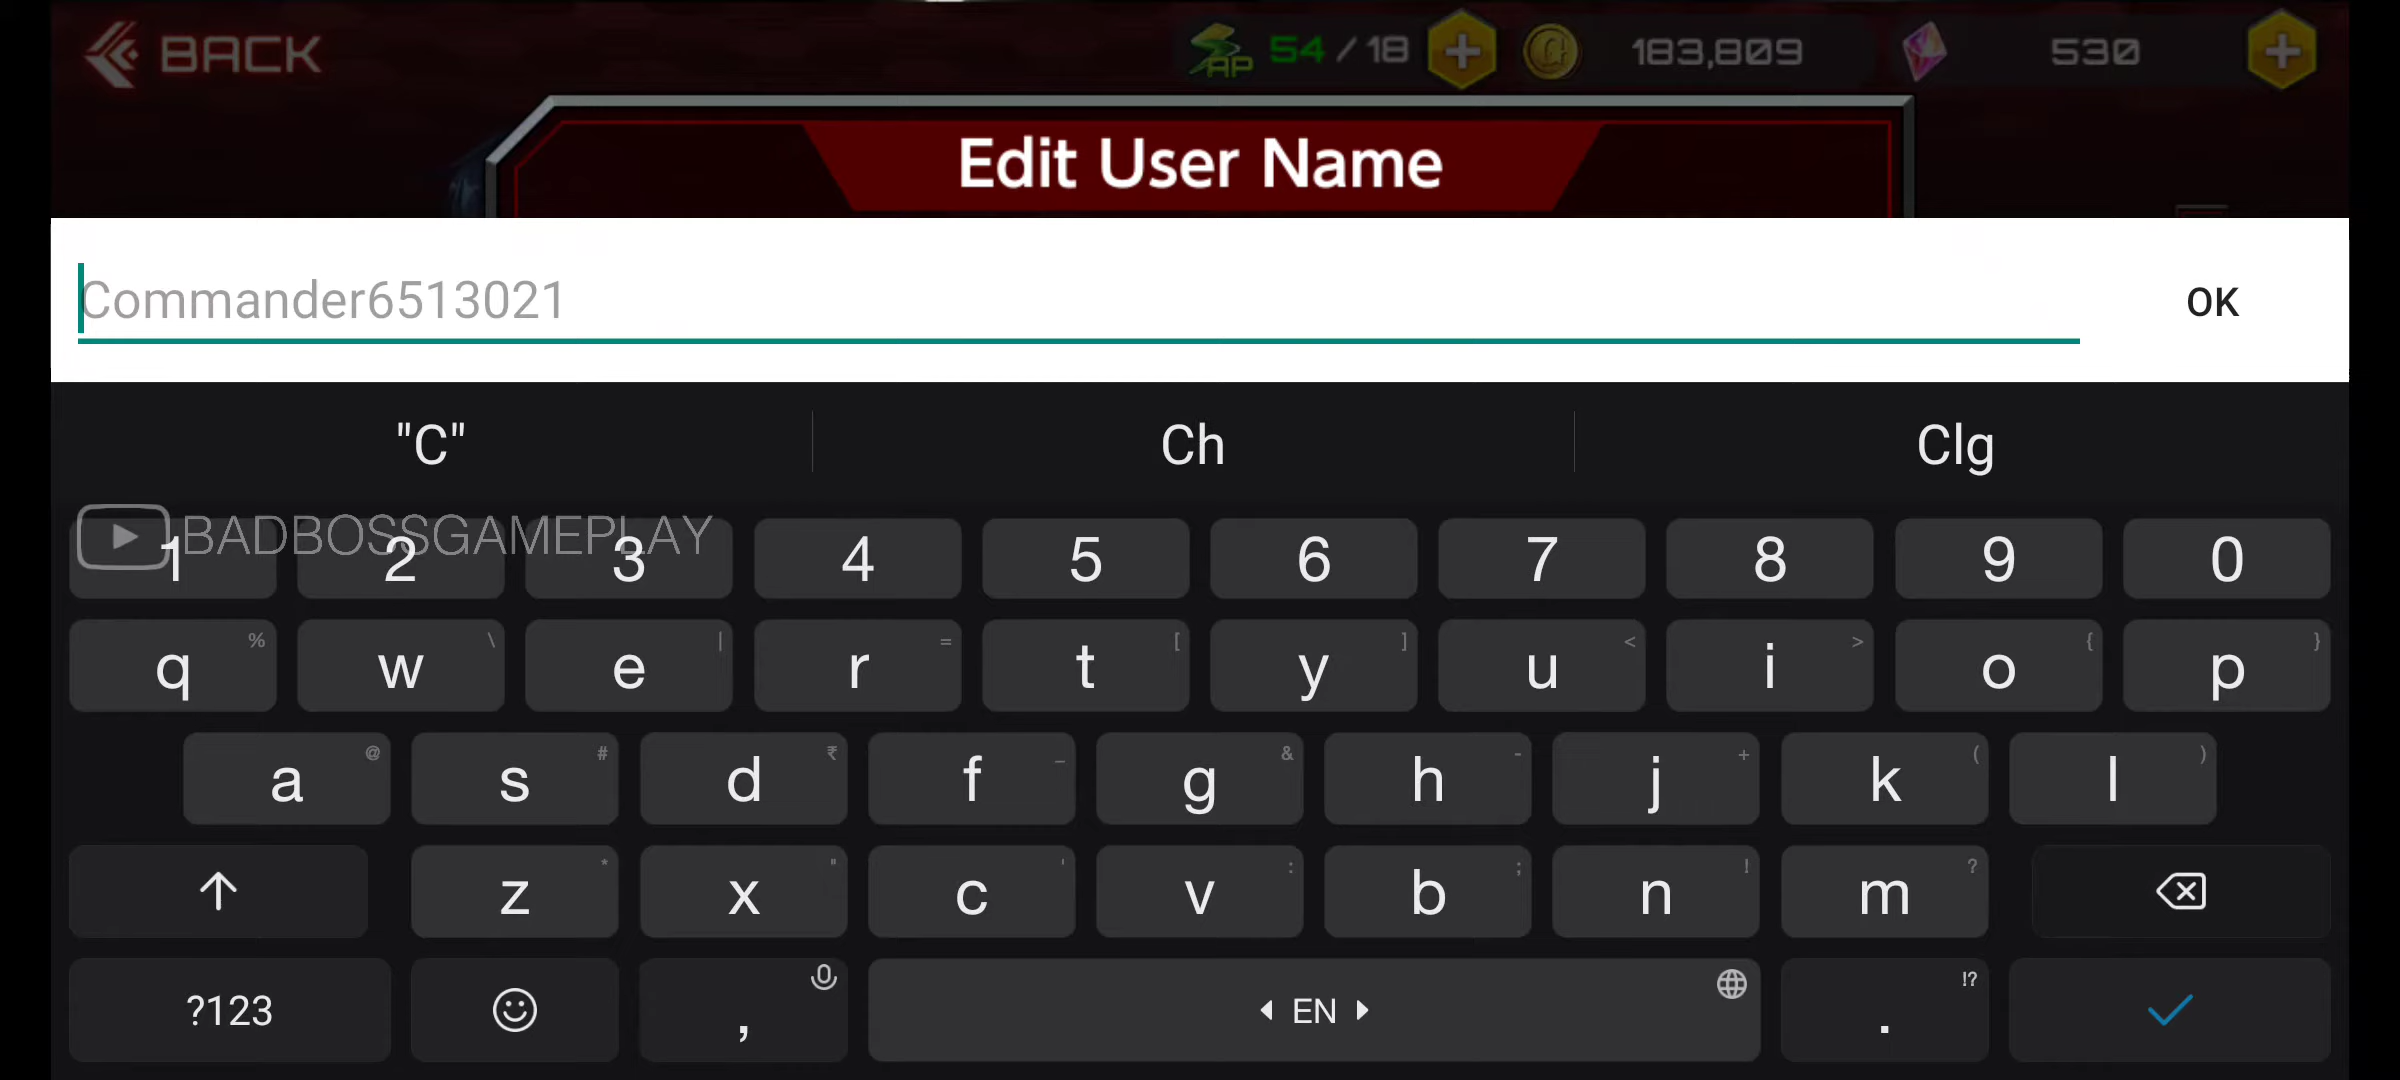 BACK
AP 54 / 18
183,809
530
Edit User Name
Commander6513021
OK
"C" Ch Clg
BADBOSSGAMEPLAY
1 2 3 4 5 6 7 8 9 0
% \ | = [ ] < > { }
q w e r t y u i o p
@ # ₹ _ & - + ( )
a s d f g h j k l
* " ' : ; ! ?
z x c v b n m
?123 , EN . !?